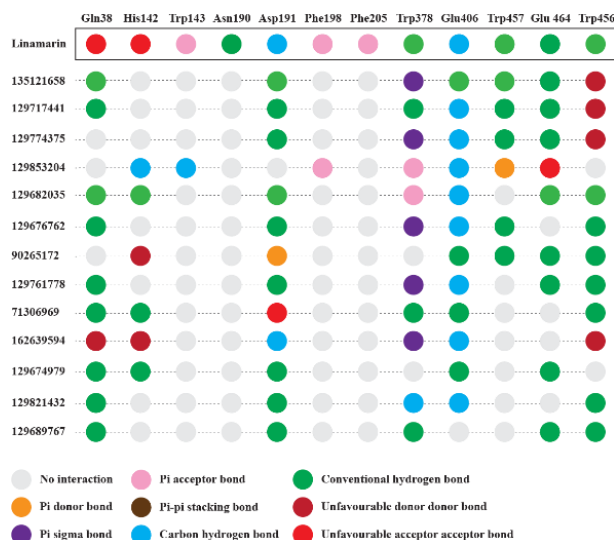 Gln38 His142 Trp143 Asn190 Asp191 Phe198 Phe205 Trp378 Glu406 Trp457 Glu 464 Trp456
Linamarin
135121658
129717441
129774375
129853204
129682035
129676762
90265172
129761778
71306969
162639594
129674979
129821432
129689767
No interaction Pi acceptor bond Conventional hydrogen bond
Pi donor bond Pi-pi stacking bond Unfavourable donor donor bond
Pi sigma bond Carbon hydrogen bond Unfavourable acceptor acceptor bond